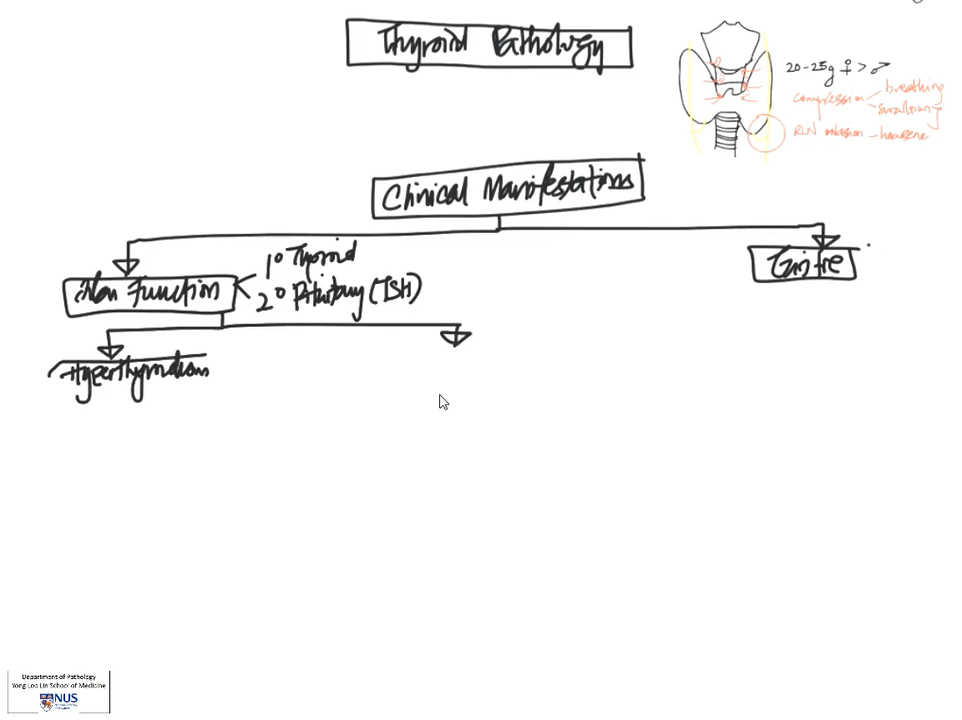 Thyroid Pathology
20-25g ♀ > ♂
compression breathing
swallowing
RLN invasion - hoarseness
Clinical Manifestations
Goitre
1° Thyroid
2° Pituitary (TSH)
Function
Hyperthyroidism
Department of Pathology
Yong Loo Lin School of Medicine
NUS